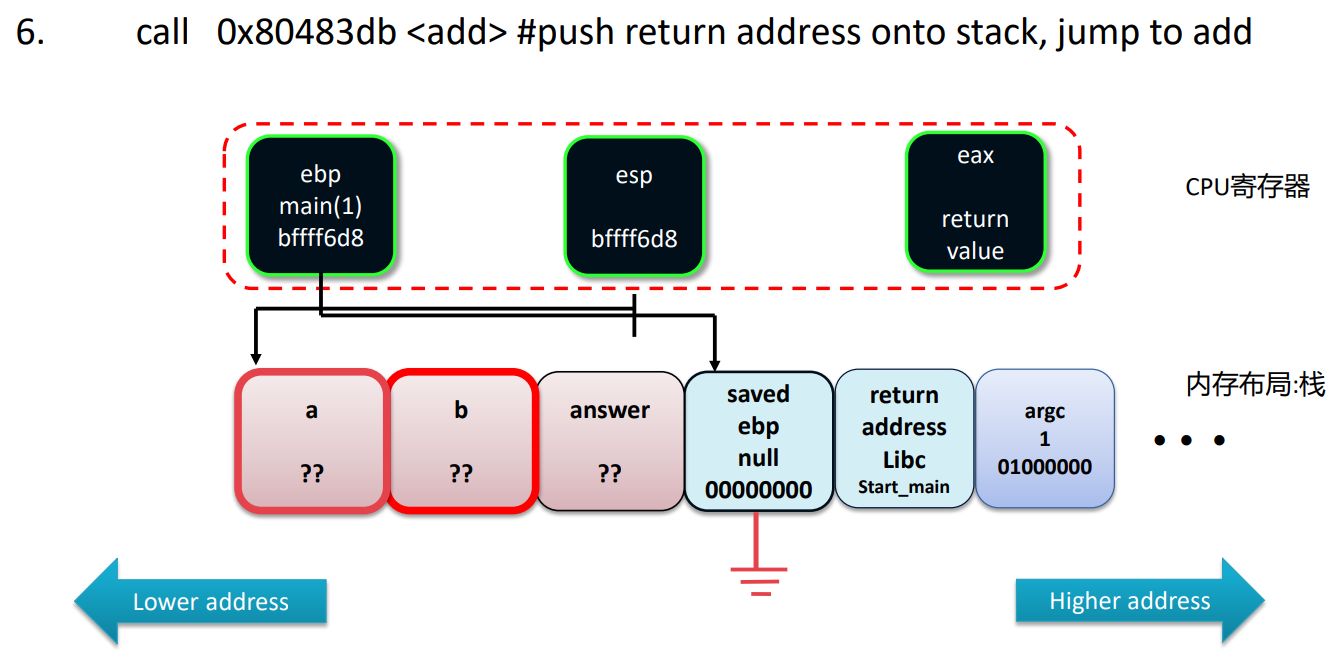 6. call 0x80483db <add> #push return address onto stack, jump to add
ebp
main(1)
bffff6d8
esp
bffff6d8
eax
return
value
CPU寄存器
a
??
b
??
answer
??
saved
ebp
null
00000000
return
address
Libc
Start_main
argc
1
01000000
• • •
内存布局:栈
Lower address
Higher address